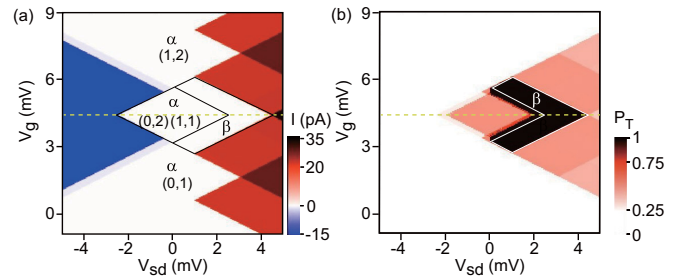 (a)
9
6
3
0
Vg (mV)
-4 -2 0 2 4
Vsd (mV)
α
(1,2)
α
(0,2) (1,1)
β
α
(0,1)
I (pA)
35
20
0
-15
(b)
9
6
3
0
Vg (mV)
-4 -2 0 2 4
Vsd (mV)
β
PT
1
0.75
0.25
0